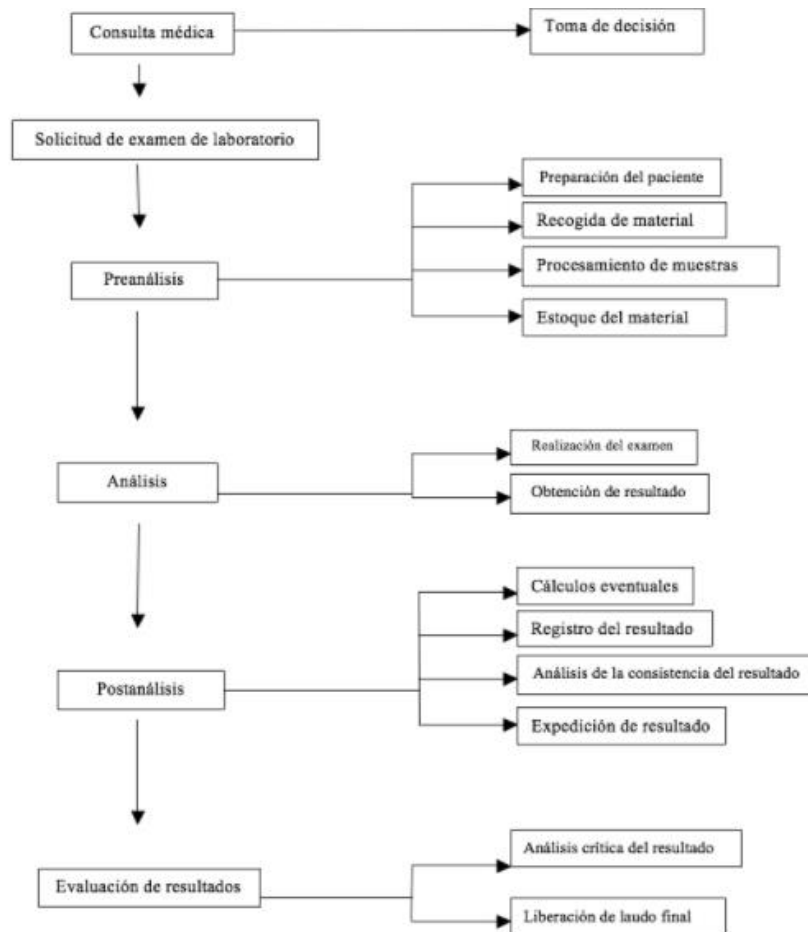 Consulta médica
Toma de decisión
Solicitud de examen de laboratorio
Preanálisis
Preparación del paciente
Recogida de material
Procesamiento de muestras
Estoque del material
Análisis
Realización del examen
Obtención de resultado
Postanálisis
Cálculos eventuales
Registro del resultado
Análisis de la consistencia del resultado
Expedición de resultado
Evaluación de resultados
Análisis crítica del resultado
Liberación de laudo final